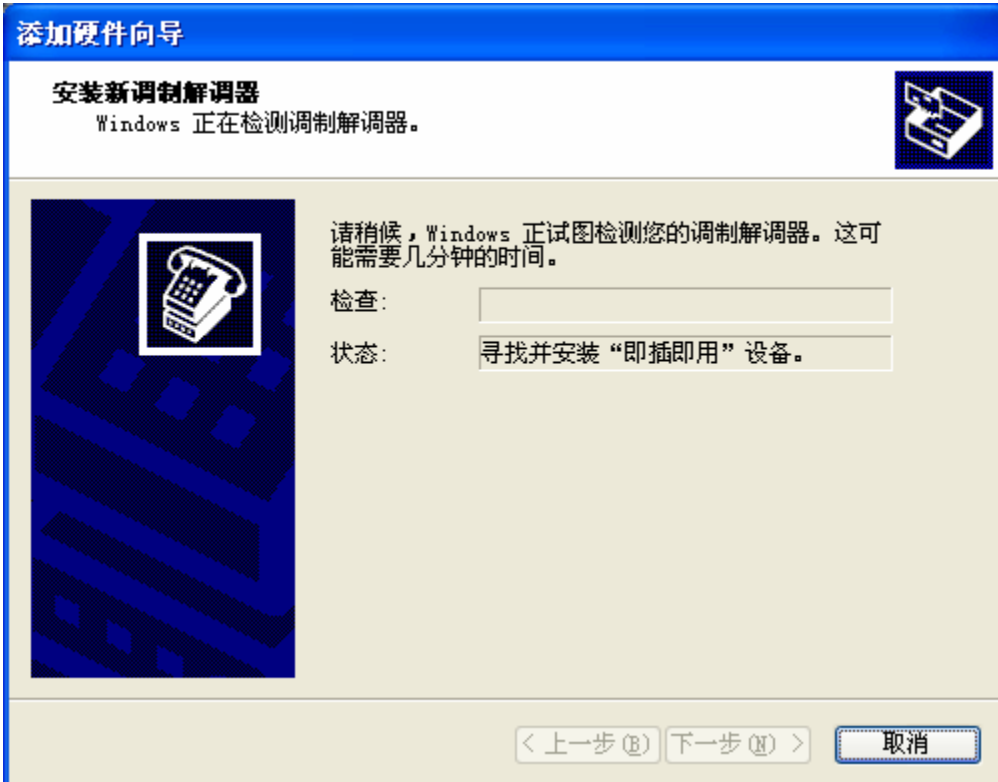 添加硬件向导
安装新调制解调器
Windows 正在检测调制解调器。
请稍候，Windows 正试图检测您的调制解调器。这可
能需要几分钟的时间。
检查:
状态: 寻找并安装“即插即用”设备。
< 上一步(B) 下一步(N) > 取消